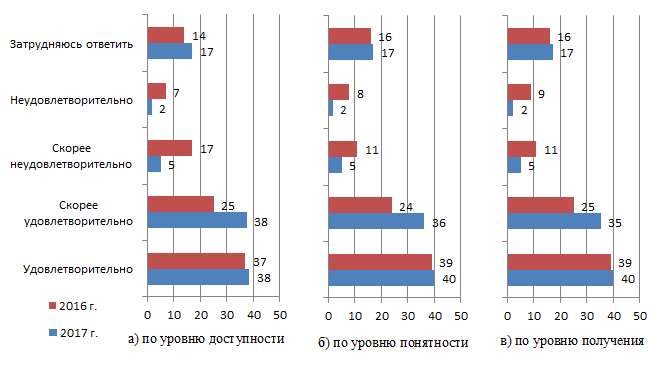 Затрудняюсь ответить
14
17
16
17
16
17
Неудовлетворительно
7
2
8
2
9
2
Скорее
неудовлетворительно
17
5
11
5
11
5
Скорее
удовлетворительно
25
38
24
36
25
35
Удовлетворительно
37
38
39
40
39
40
0 10 20 30 40 50
0 10 20 30 40 50
0 10 20 30 40 50
2016 г.
2017 г.
а) по уровню доступности
б) по уровню понятности
в) по уровню получения